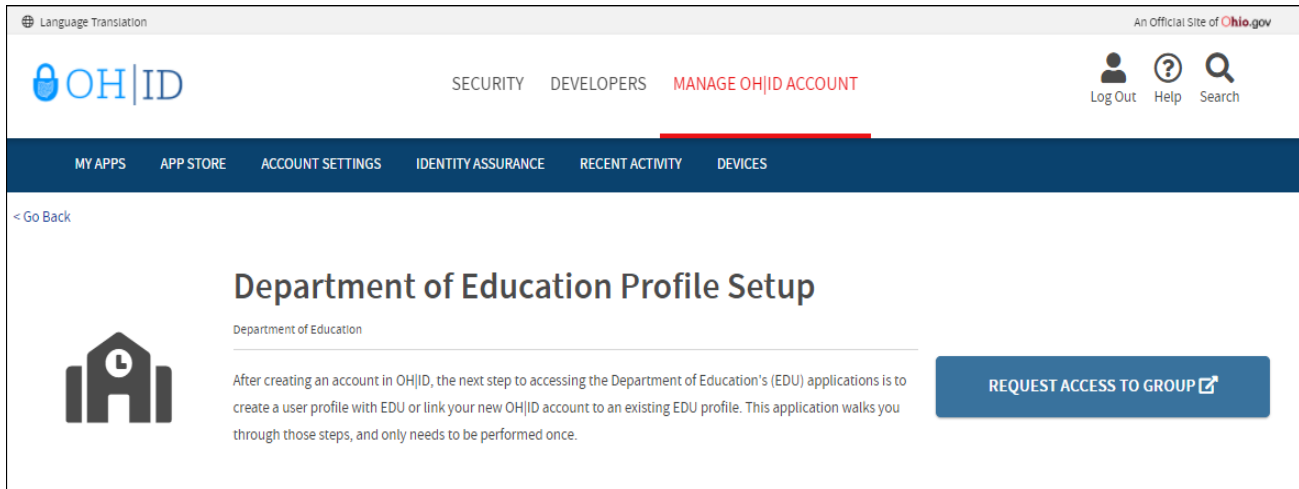 Language Translation
An Official Site of Ohio.gov
OH|ID
SECURITY DEVELOPERS MANAGE OH|ID ACCOUNT
Log Out Help Search
MY APPS APP STORE ACCOUNT SETTINGS IDENTITY ASSURANCE RECENT ACTIVITY DEVICES
< Go Back
Department of Education Profile Setup
Department of Education
After creating an account in OH|ID, the next step to accessing the Department of Education's (EDU) applications is to
create a user profile with EDU or link your new OH|ID account to an existing EDU profile. This application walks you
through those steps, and only needs to be performed once.
REQUEST ACCESS TO GROUP